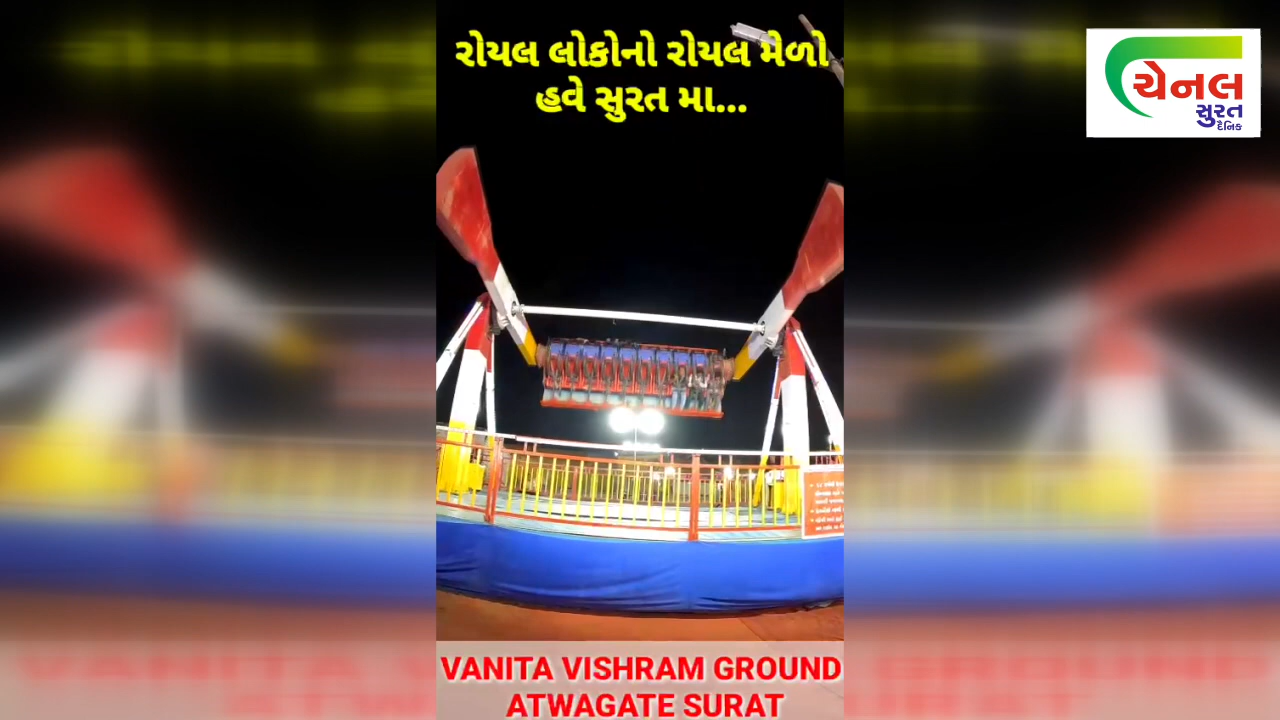 રોયલ લોકોનો રોયલ મેળો
હવે સુરત મા...
ચેનલ
સુરત
દૈનિક
VANITA VISHRAM GROUND
ATWAGATE SURAT